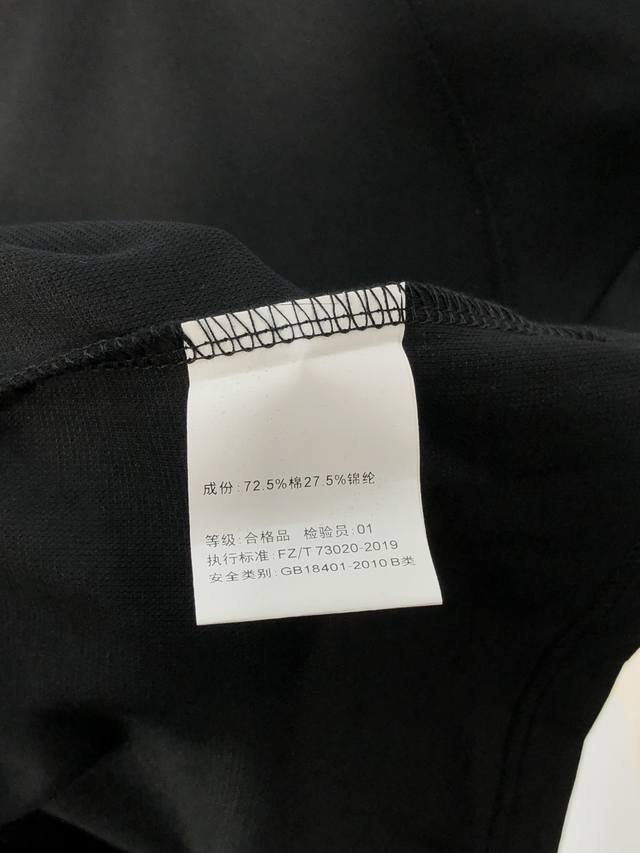 成份:72.5%棉27.5%锦纶
等级:合格品 检验员:01
执行标准:FZ/T 73020-2019
安全类别:GB18401-2010 B类